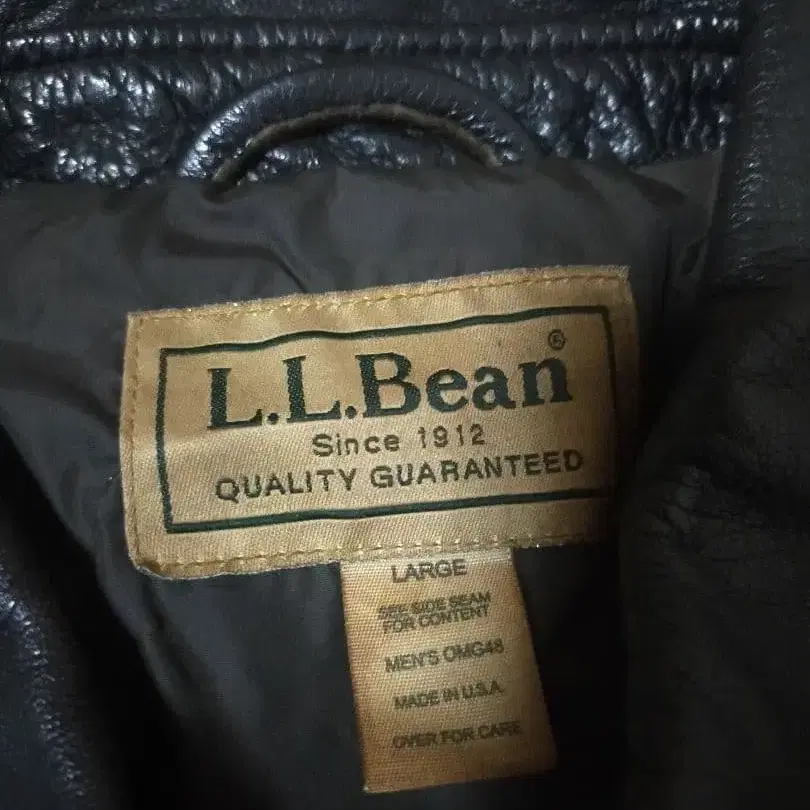 L.L.Bean®
Since 1912
QUALITY GUARANTEED
LARGE
SEE SIDE SEAM
FOR CONTENT
MEN'S OMG48
MADE IN U.S.A.
OVER FOR CARE